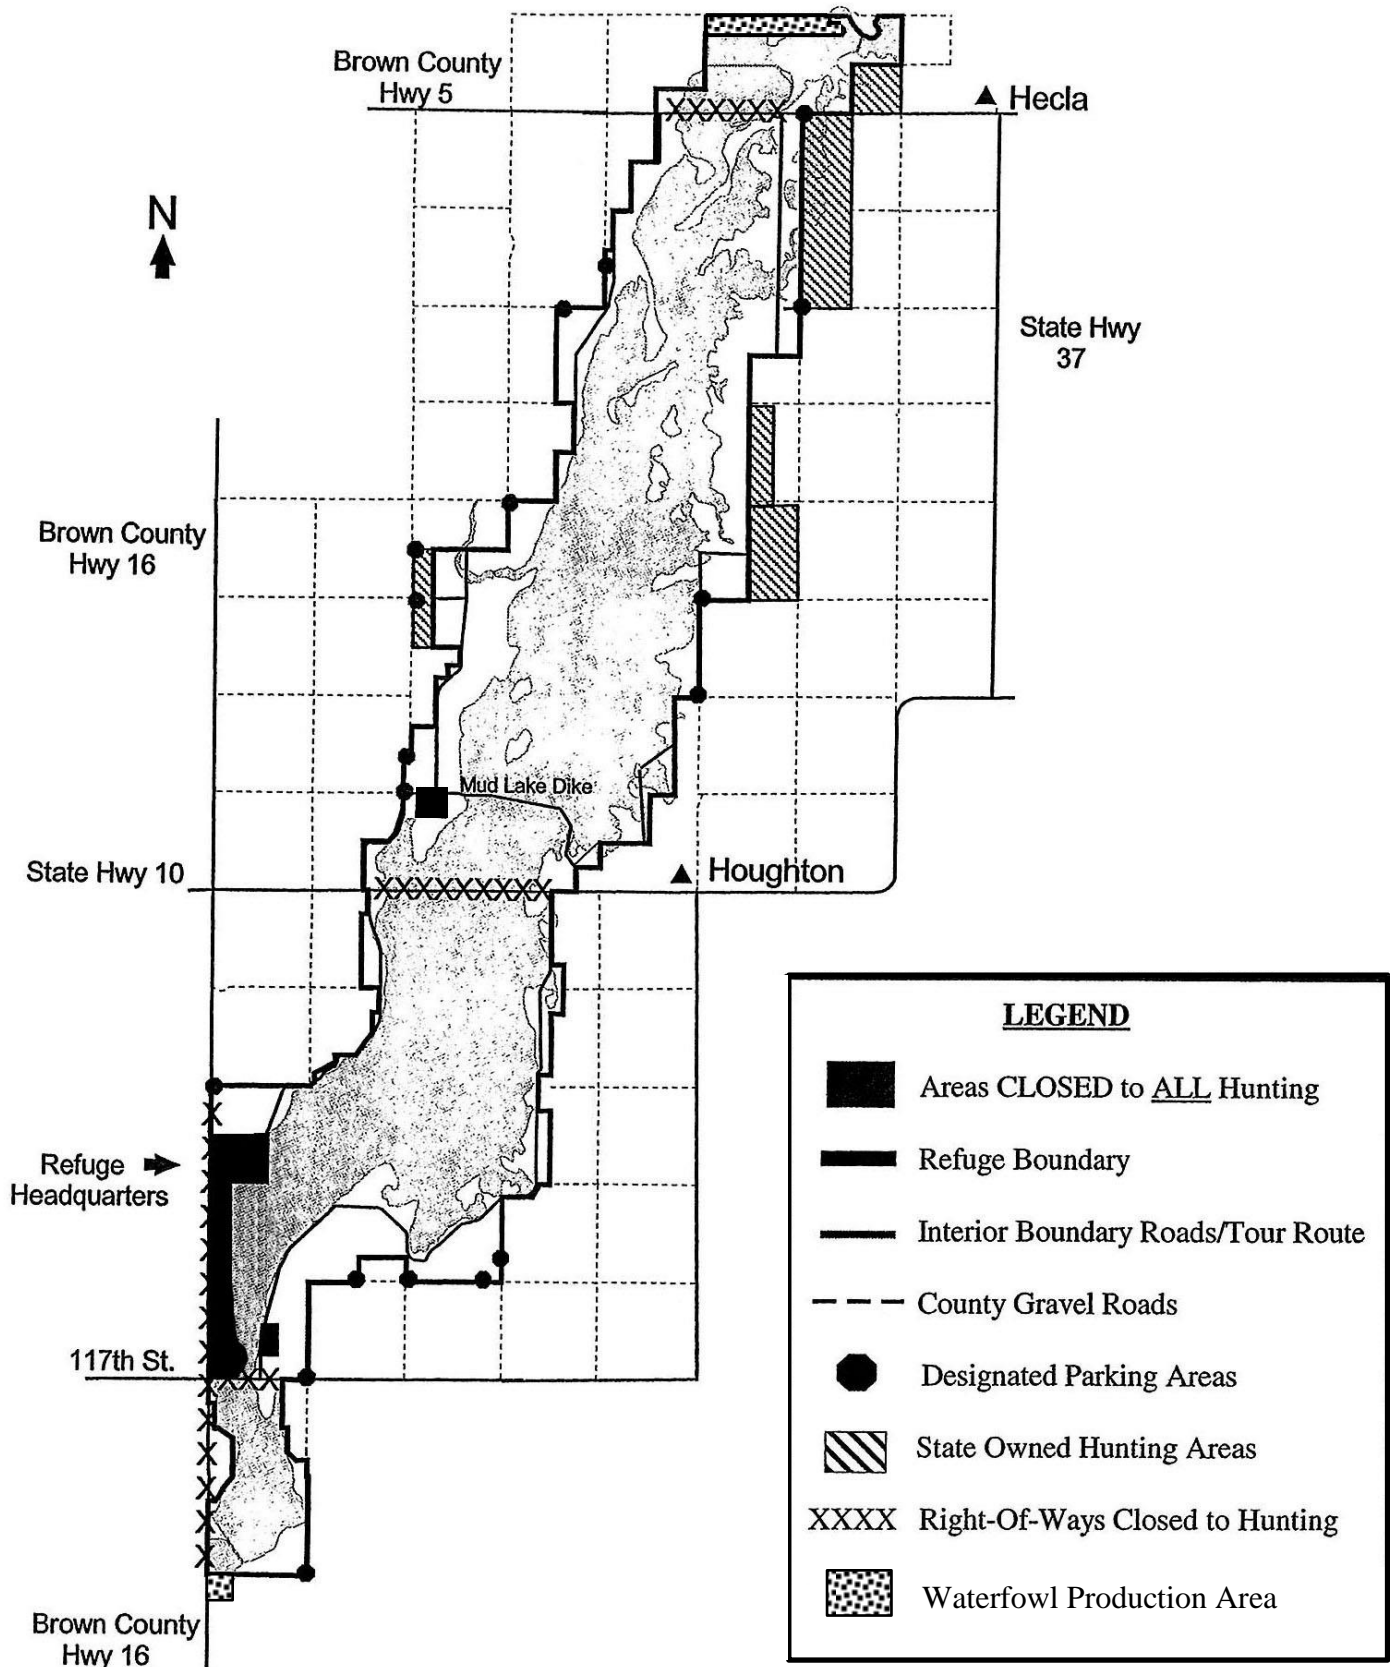 Brown County
Hwy 5
Hecla
N
State Hwy
37
Brown County
Hwy 16
Mud Lake Dike
State Hwy 10
Houghton
Refuge
Headquarters
117th St.
Brown County
Hwy 16
XXXXXX
XXXXXXXXX
LEGEND
Areas CLOSED to ALL Hunting
Refuge Boundary
Interior Boundary Roads/Tour Route
County Gravel Roads
Designated Parking Areas
State Owned Hunting Areas
XXXX Right-Of-Ways Closed to Hunting
Waterfowl Production Area